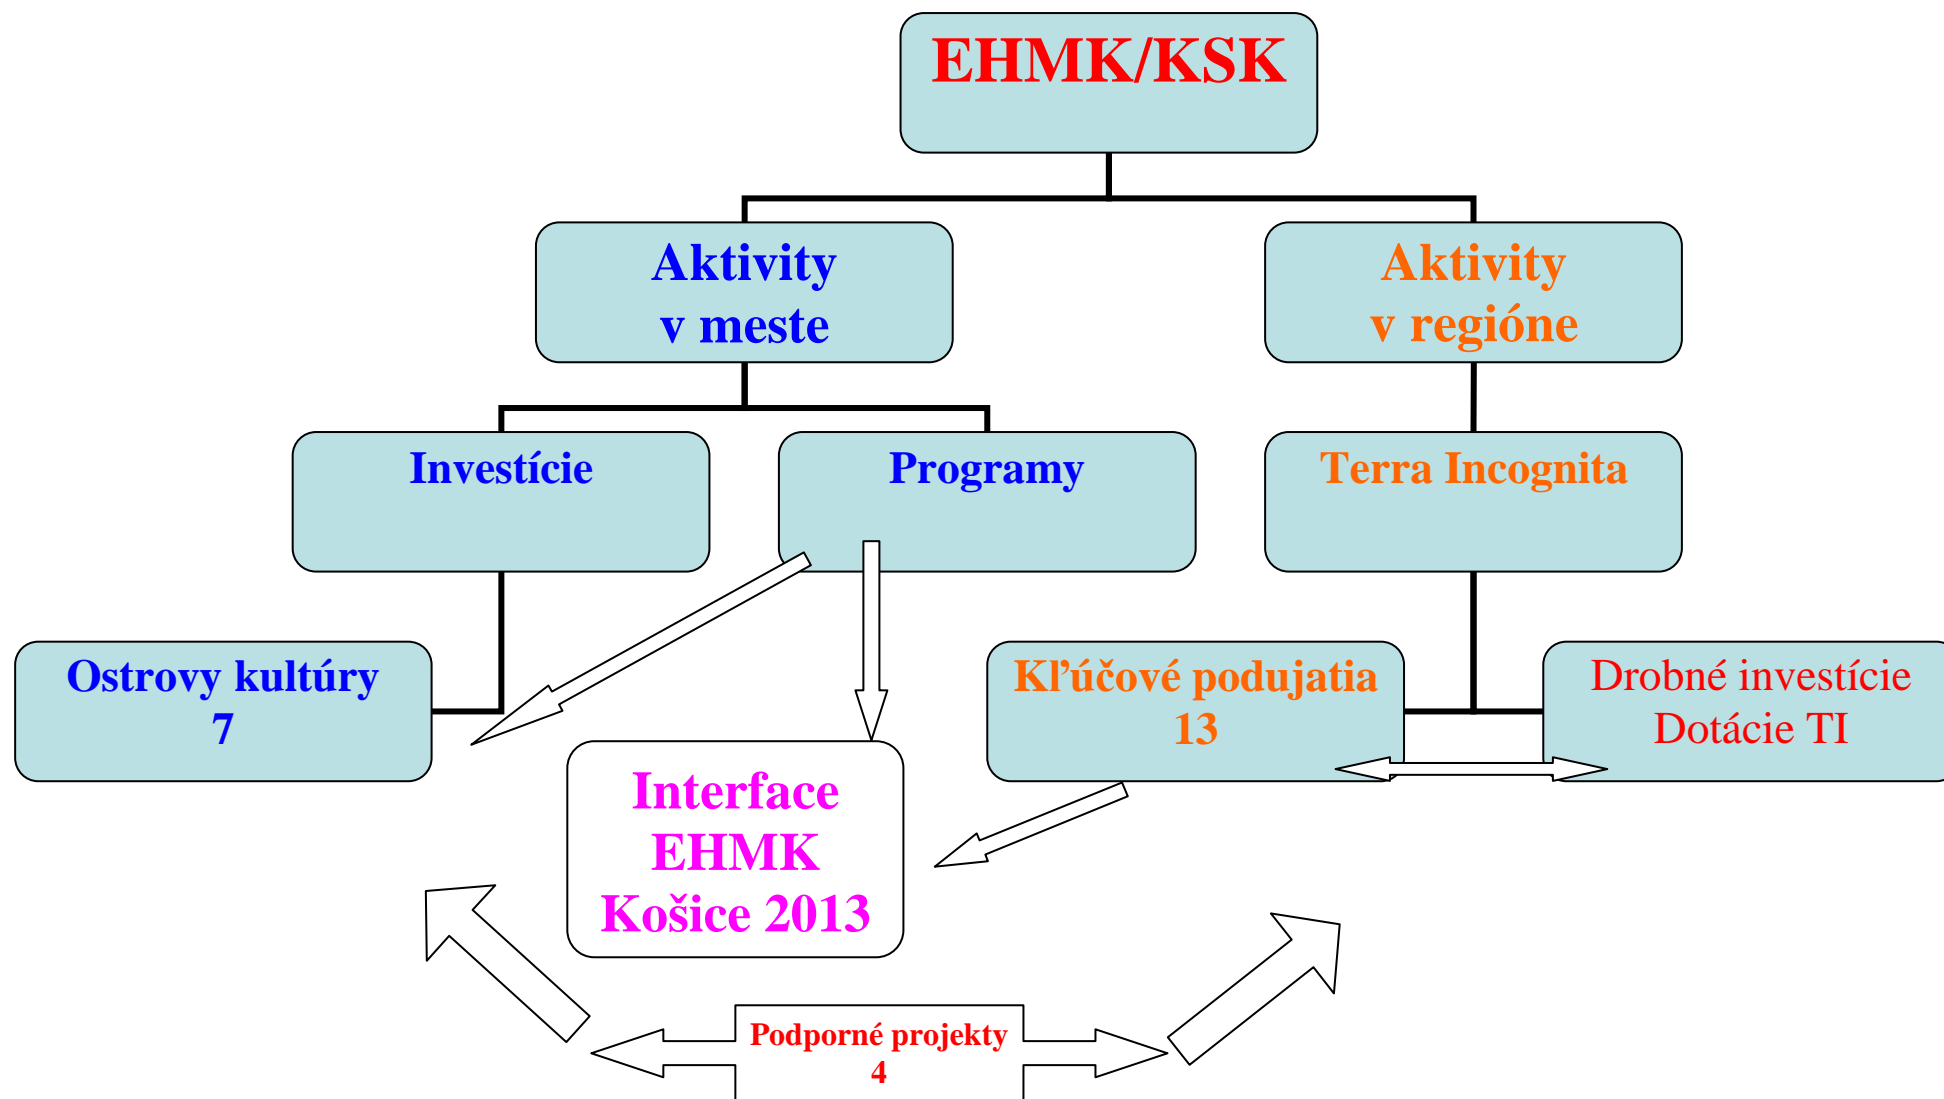 EHMK/KSK
Aktivity
v meste
Aktivity
v regióne
Investície
Programy
Terra Incognita
Ostrovy kultúry
7
Kľúčové podujatia
13
Drobné investície
Dotácie TI
Interface
EHMK
Košice 2013
Podporné projekty
4